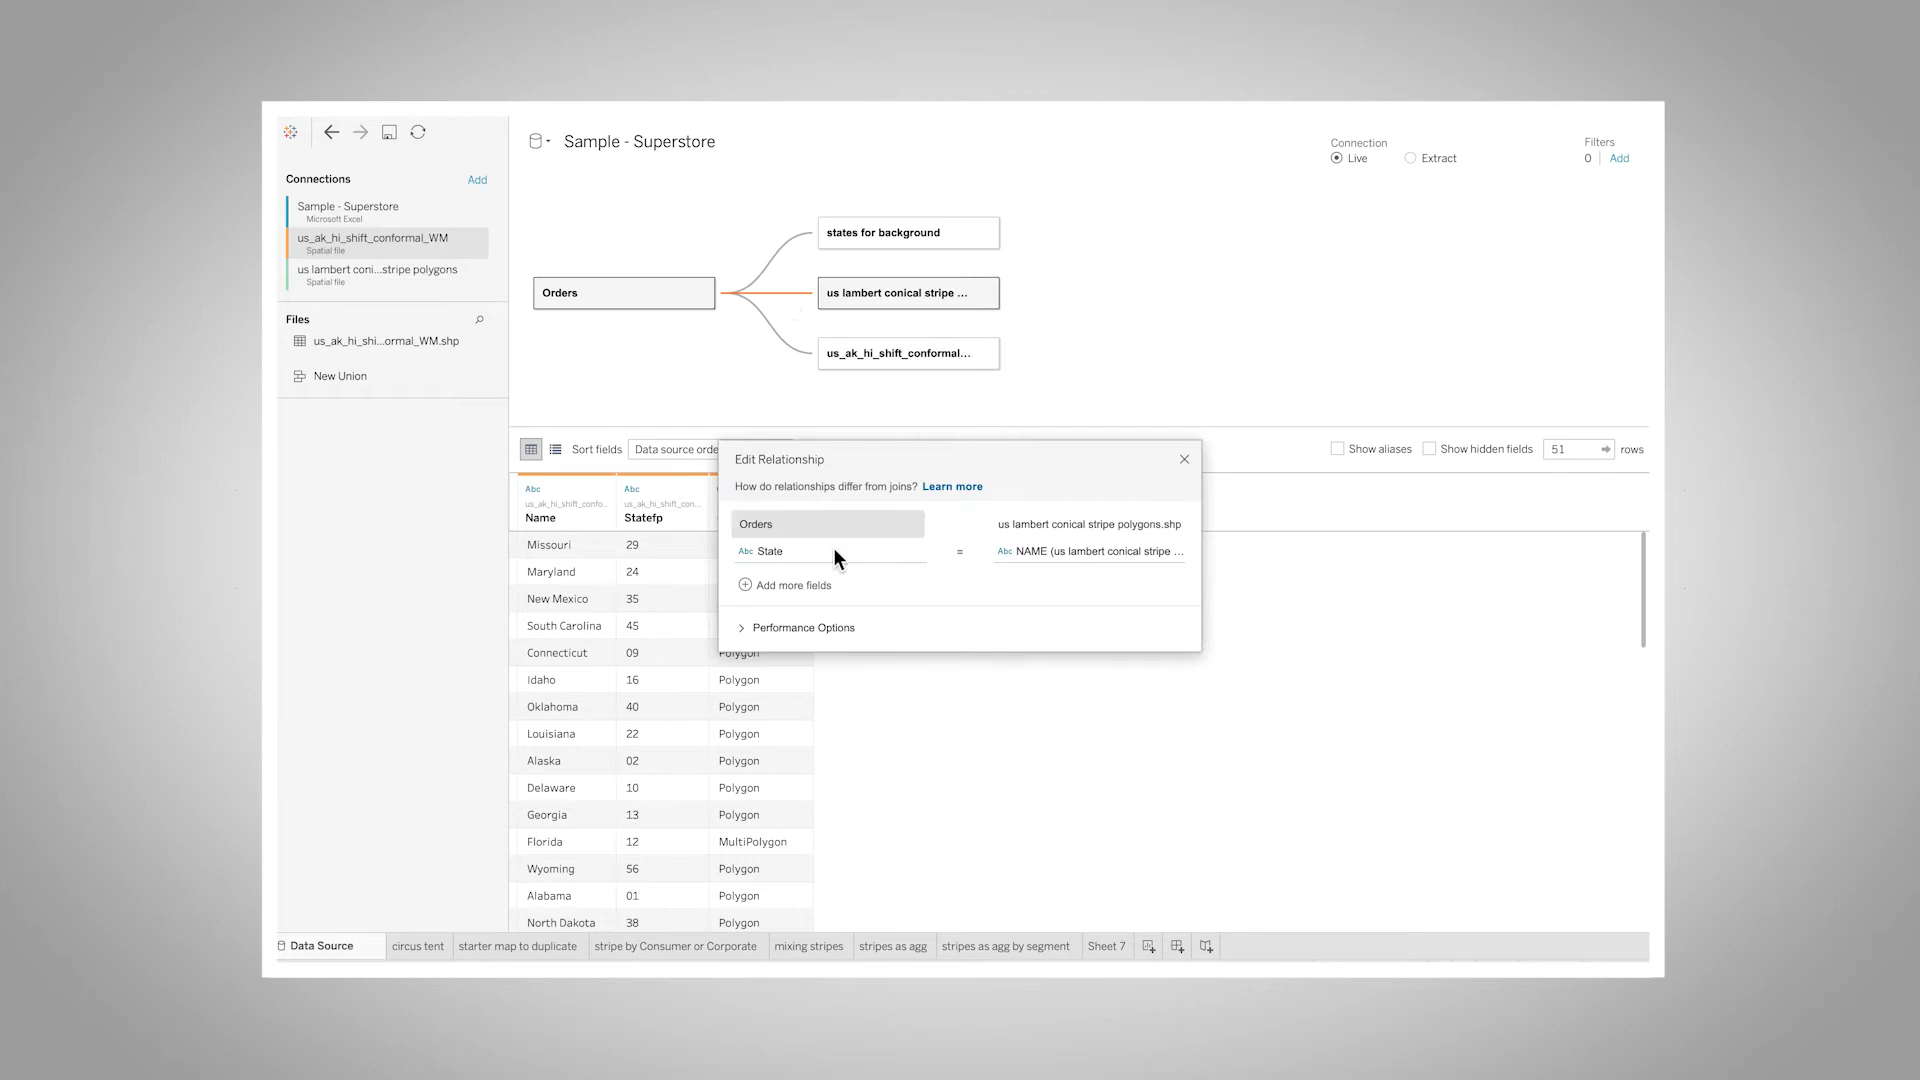 Sample - Superstore
Connection
Live
Extract
Filters
0
Add
Connections
Add
Sample - Superstore
Microsoft Excel
us_ak_hi_shift_conformal_WM
Spatial file
us lambert coni...stripe polygons
Spatial file
Files
us_ak_hi_shi...ormal_WM.shp
New Union
states for background
Orders
us lambert conical stripe ...
us_ak_hi_shift_conformal...
Sort fields
Data source orde
Show aliases
Show hidden fields
51
rows
Edit Relationship
How do relationships differ from joins? Learn more
Orders
us lambert conical stripe polygons.shp
Abc State
=
Abc NAME (us lambert conical stripe ...
Add more fields
Performance Options
Abc
us_ak_hi_shift_confo...
Name
Abc
us_ak_hi_shift_con...
Statefp
Missouri 29
Maryland 24
New Mexico 35
South Carolina 45
Connecticut 09 Polygon
Idaho 16 Polygon
Oklahoma 40 Polygon
Louisiana 22 Polygon
Alaska 02 Polygon
Delaware 10 Polygon
Georgia 13 Polygon
Florida 12 MultiPolygon
Wyoming 56 Polygon
Alabama 01 Polygon
North Dakota 38 Polygon
Data Source
circus tent
starter map to duplicate
stripe by Consumer or Corporate
mixing stripes
stripes as agg
stripes as agg by segment
Sheet 7